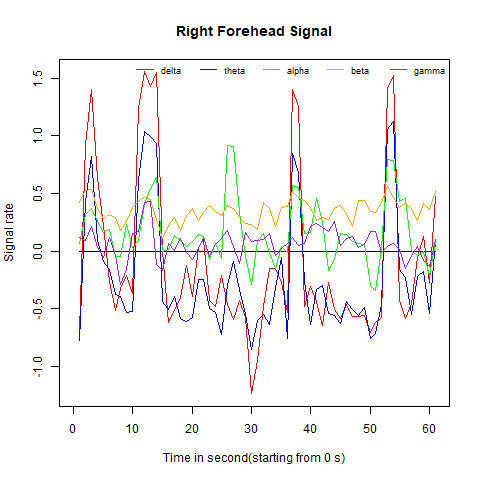 Right Forehead Signal
delta theta alpha beta gamma
Signal rate
1.5
1.0
0.5
0.0
-0.5
-1.0
0 10 20 30 40 50 60
Time in second(starting from 0 s)